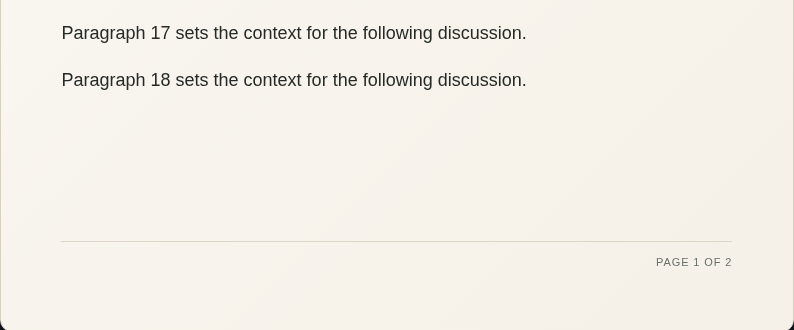 Paragraph 17 sets the context for the following discussion.
Paragraph 18 sets the context for the following discussion.
PAGE 1 OF 2